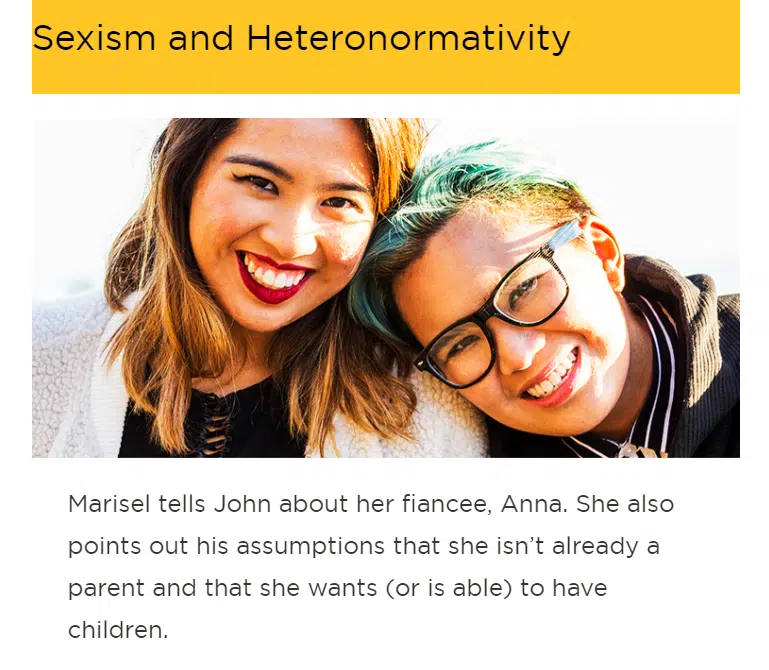 Sexism and Heteronormativity
Marisel tells John about her fiancee, Anna. She also
points out his assumptions that she isn’t already a
parent and that she wants (or is able) to have
children.